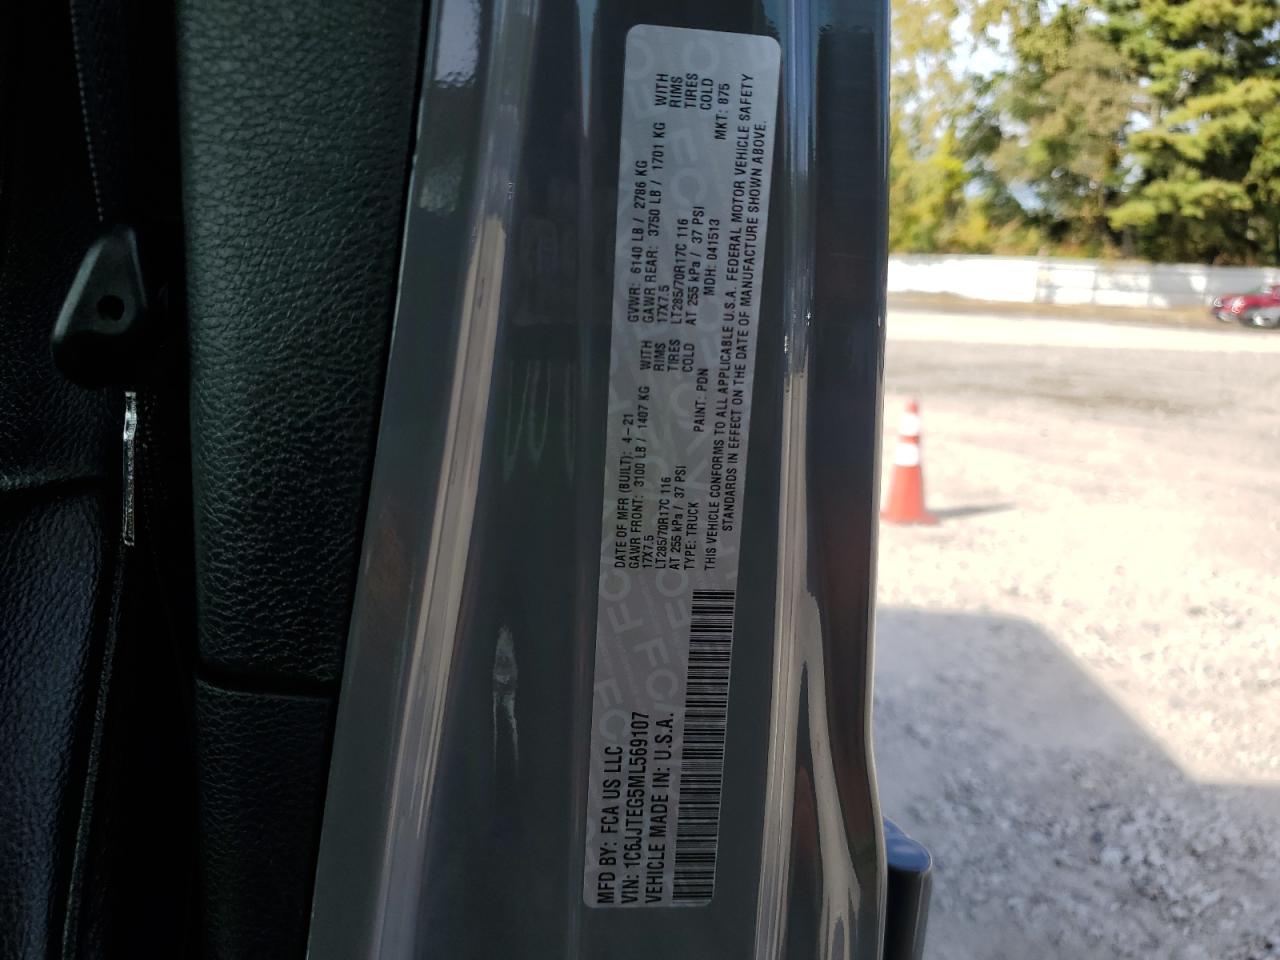 MFD BY: FCA US LLC
VIN: 1C6JJTEG5ML569107
VEHICLE MADE IN: U.S.A.
DATE OF MFR (BUILT): 4-21
GVWR: 6140 LB / 2786 KG
GAWR FRONT: 3100 LB / 1407 KG WITH
17X7.5 RIMS
LT285/70R17C 116 TIRES
AT 255 kPa / 37 PSI COLD
GAWR REAR: 3750 LB / 1701 KG WITH
17X7.5 RIMS
LT285/70R17C 116 TIRES
AT 255 kPa / 37 PSI COLD
TYPE: TRUCK PAINT: PDN MDH: 041513 MKT: 875
THIS VEHICLE CONFORMS TO ALL APPLICABLE U.S.A. FEDERAL MOTOR VEHICLE SAFETY
STANDARDS IN EFFECT ON THE DATE OF MANUFACTURE SHOWN ABOVE.